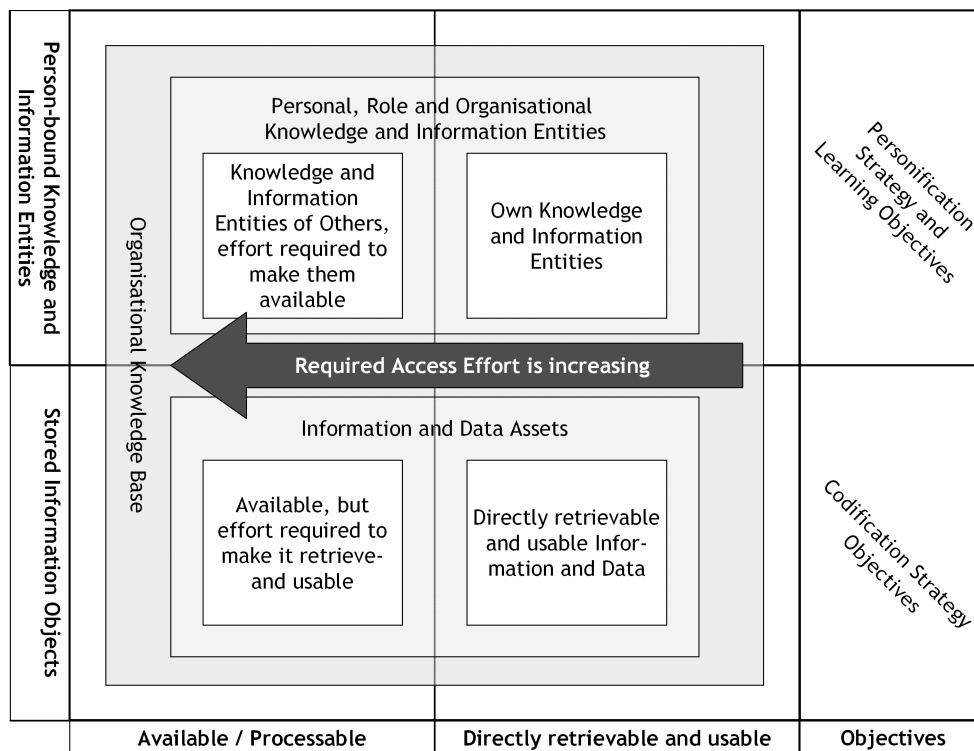 Person-bound Knowledge and
Information Entities
Personal, Role and Organisational
Knowledge and Information Entities
Knowledge and
Information
Entities of Others,
effort required to
make them
available
Own Knowledge
and Information
Entities
Personification
Strategy and
Learning Objectives
Organisational Knowledge Base
Required Access Effort is increasing
Stored Information Objects
Information and Data Assets
Available, but
effort required to
make it retrieve-
and usable
Directly retrievable
and usable Infor-
mation and Data
Codification Strategy
Objectives
Available / Processable
Directly retrievable and usable
Objectives